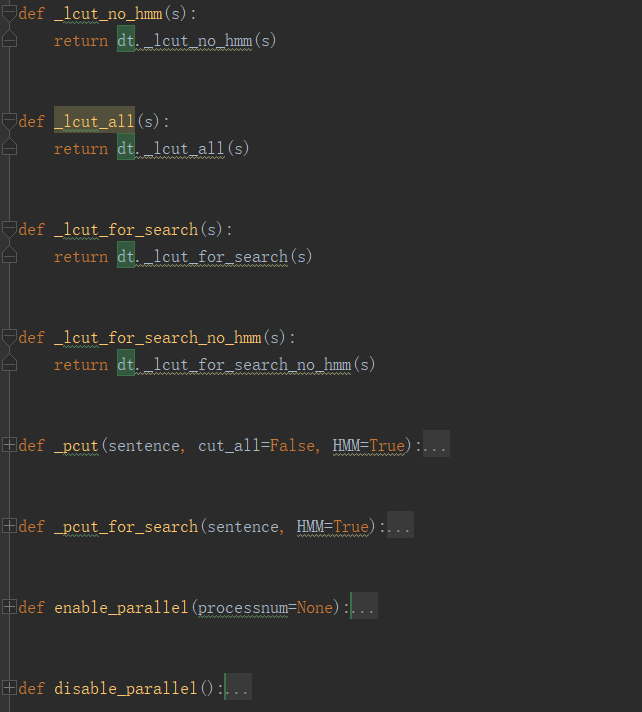 def _lcut_no_hmm(s):
    return dt._lcut_no_hmm(s)
def _lcut_all(s):
    return dt._lcut_all(s)
def _lcut_for_search(s):
    return dt._lcut_for_search(s)
def _lcut_for_search_no_hmm(s):
    return dt._lcut_for_search_no_hmm(s)
def _pcut(sentence, cut_all=False, HMM=True):...
def _pcut_for_search(sentence, HMM=True):...
def enable_parallel(processnum=None):...
def disable_parallel():...